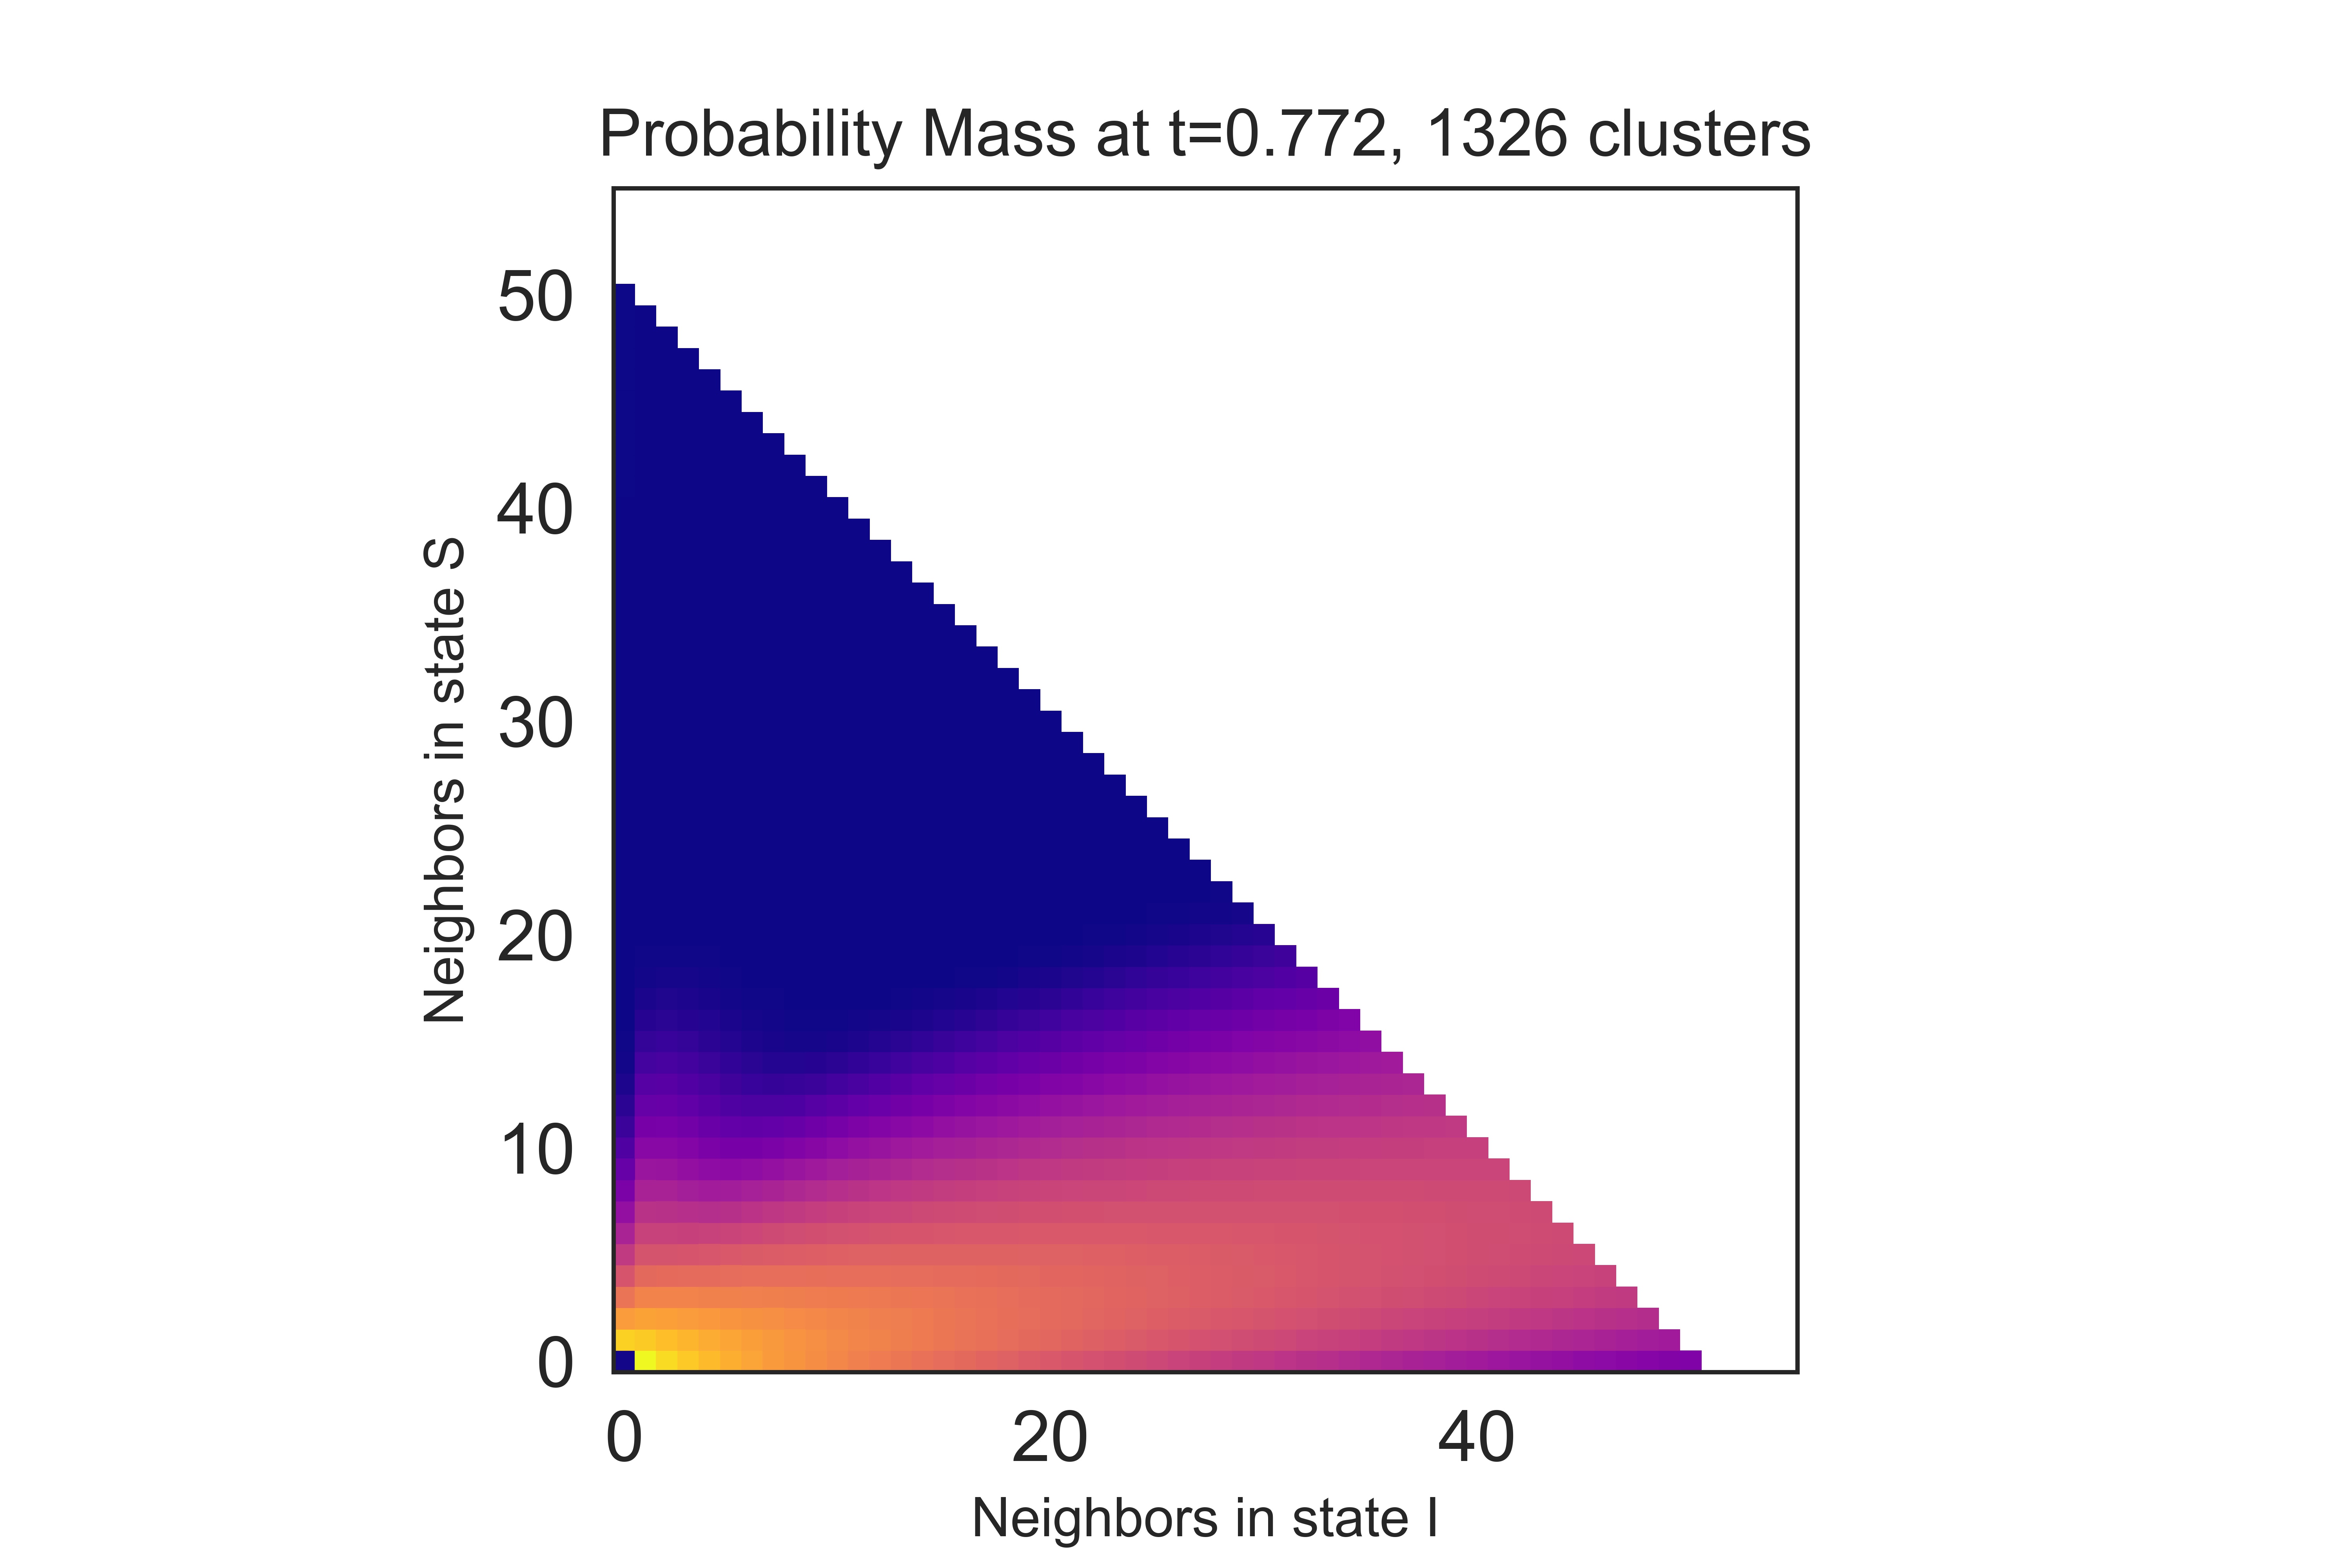 Probability Mass at t=0.772, 1326 clusters
50
40
30
20
10
0
Neighbors in state S
0 20 40
Neighbors in state I